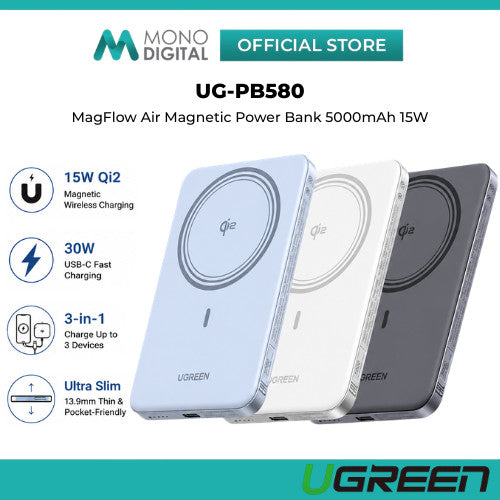 MONO
DIGITAL
OFFICIAL STORE
UG-PB580
MagFlow Air Magnetic Power Bank 5000mAh 15W
15W Qi2
Magnetic
Wireless Charging
30W
USB-C Fast
Charging
3-in-1
Charge Up to
3 Devices
Ultra Slim
13.9mm Thin &
Pocket-Friendly
Qi2
UGREEN
Qi2
UGREEN
Qi2
UGREEN